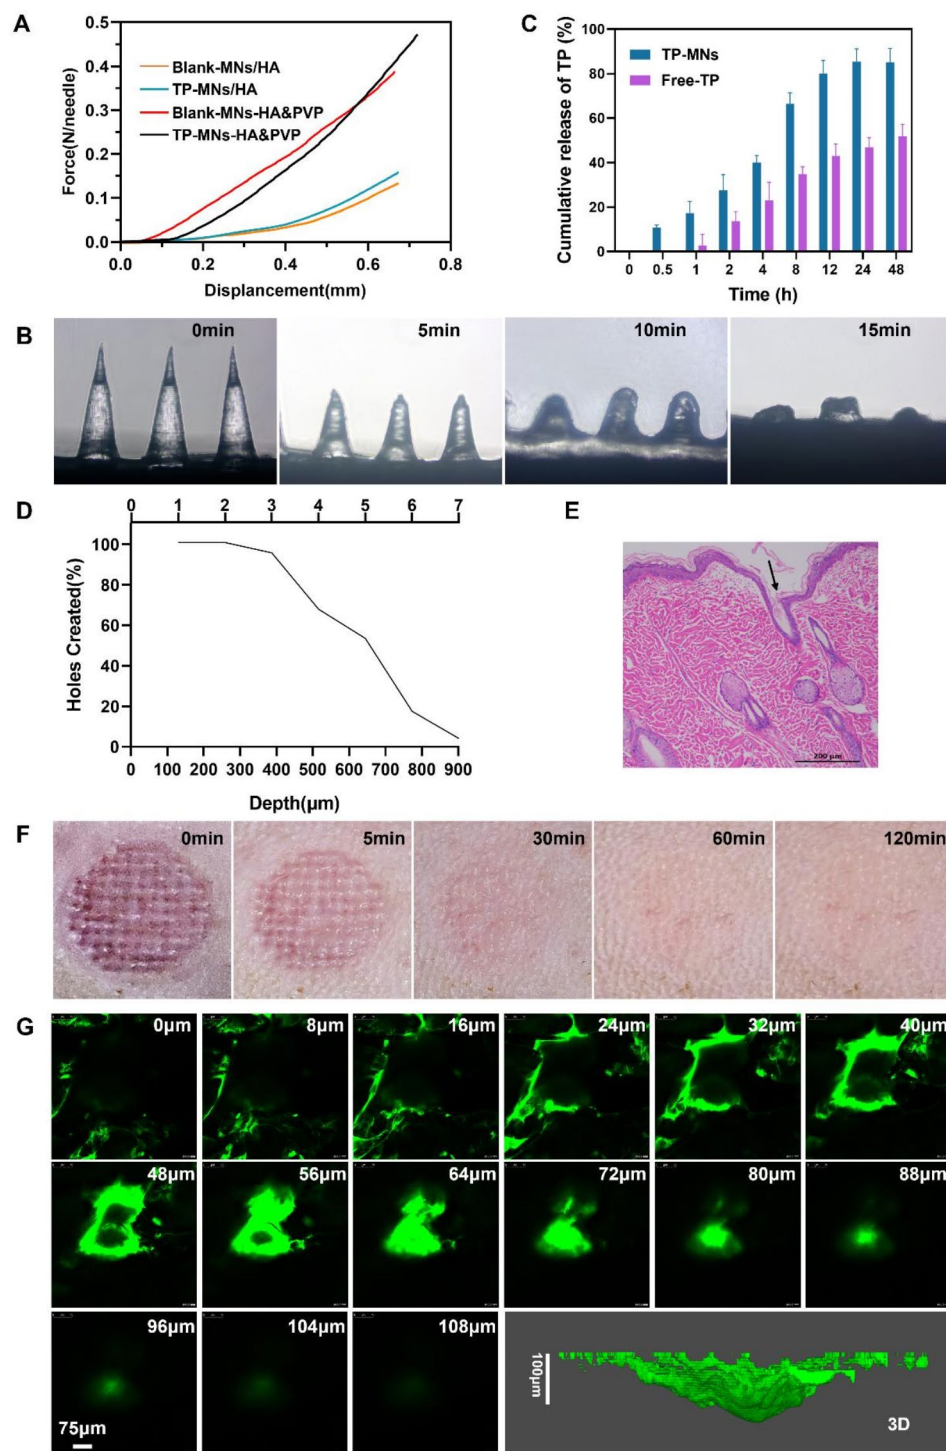 A
Force(N/needle)
0.5
0.4
0.3
0.2
0.1
0.0
Blank-MNs/HA
TP-MNs/HA
Blank-MNs-HA&PVP
TP-MNs-HA&PVP
0.0 0.2 0.4 0.6 0.8
Displancement(mm)
C
Cumulative release of TP (%)
100
80
60
40
20
0
TP-MNs
Free-TP
0 0.5 1 2 4 8 12 24 48
Time (h)
B
0min 5min 10min 15min
D
0 1 2 3 4 5 6 7
Holes Created(%)
100
80
60
40
20
0
0 100 200 300 400 500 600 700 800 900
Depth(μm)
E
200 μm
F
0min 5min 30min 60min 120min
G
0μm 8μm 16μm 24μm 32μm 40μm
48μm 56μm 64μm 72μm 80μm 88μm
96μm 104μm 108μm
75μm
100μm
3D